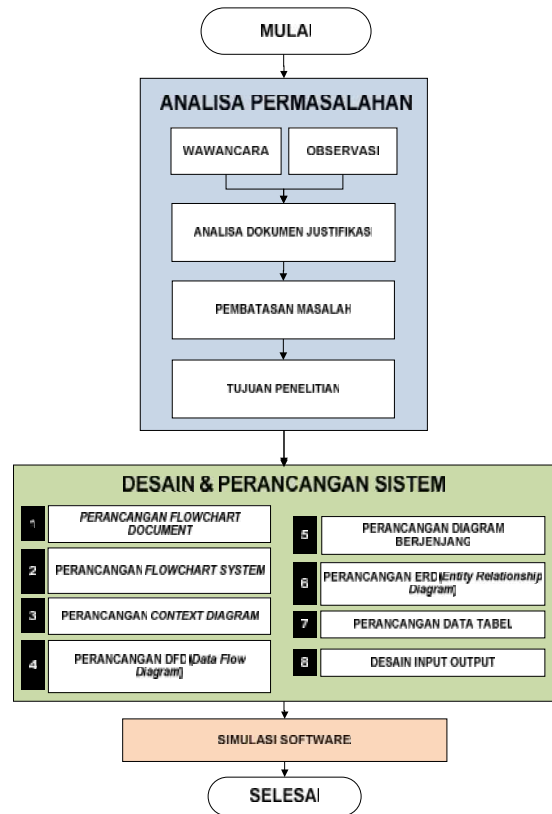 MULAI
ANALISA PERMASALAHAN
WAWANCARA
OBSERVASI
ANALISA DOKUMEN JUSTIFIKASI
PEMBATASAN MASALAH
TUJUAN PENELITIAN
DESAIN & PERANCANGAN SISTEM
1
PERANCANGAN FLOWCHART
DOCUMENT
2
PERANCANGAN FLOWCHART SYSTEM
3
PERANCANGAN CONTEXT DIAGRAM
4
PERANCANGAN DFD(Data Flow
Diagram)
5
PERANCANGAN DIAGRAM
BERJENJANG
6
PERANCANGAN ERD(Entity Relationship
Diagram)
7
PERANCANGAN DATA TABEL
8
DESAIN INPUT OUTPUT
SIMULASI SOFTWARE
SELESAI